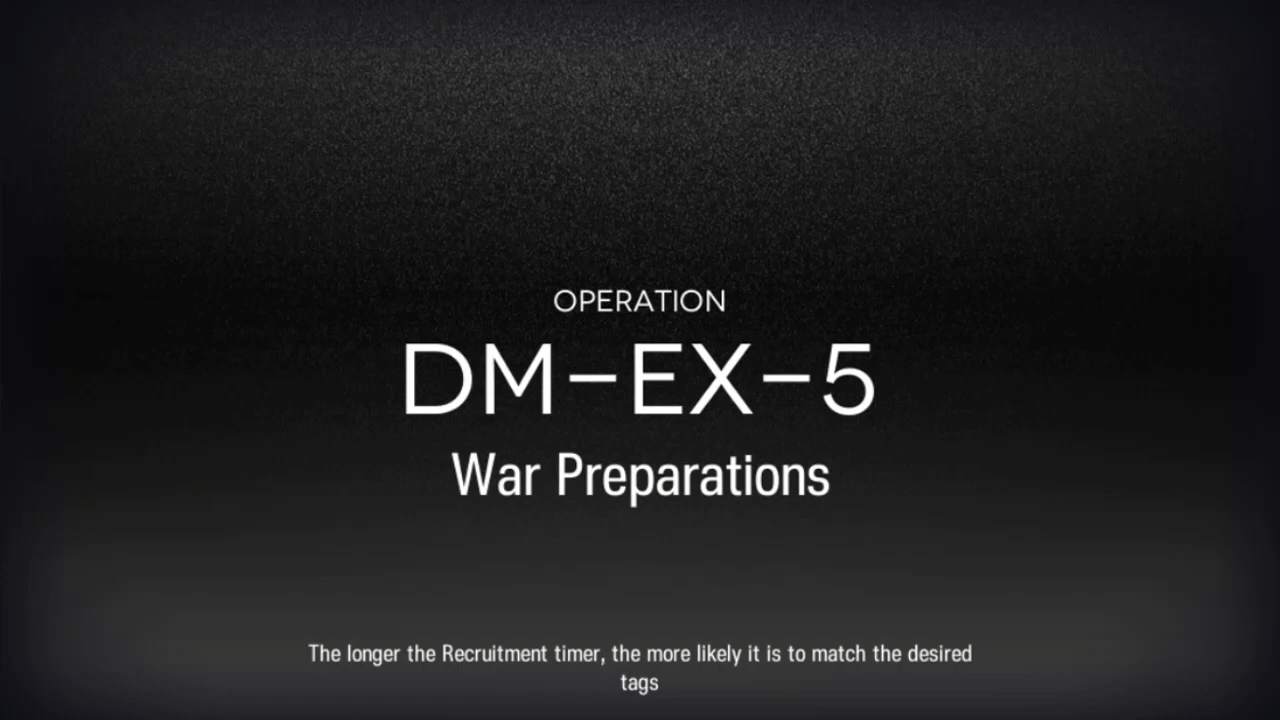 OPERATION
DM-EX-5
War Preparations
The longer the Recruitment timer, the more likely it is to match the desired
tags